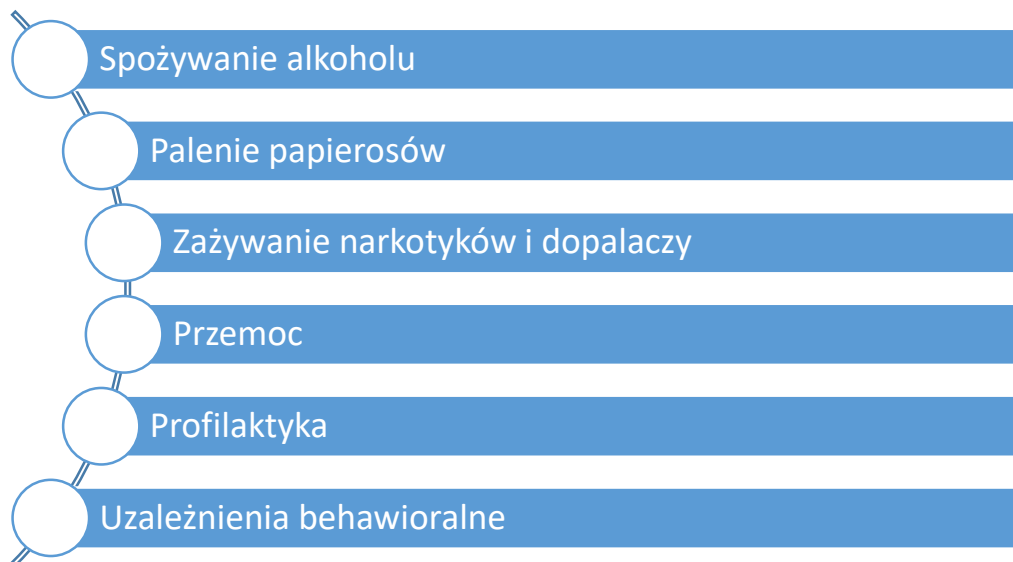 Spożywanie alkoholu
Palenie papierosów
Zażywanie narkotyków i dopalaczy
Przemoc
Profilaktyka
Uzależnienia behawioralne